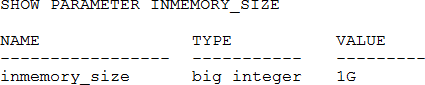 SHOW PARAMETER INMEMORY_SIZE
NAME TYPE VALUE
----------------- ----------- ---------
inmemory_size big integer 1G